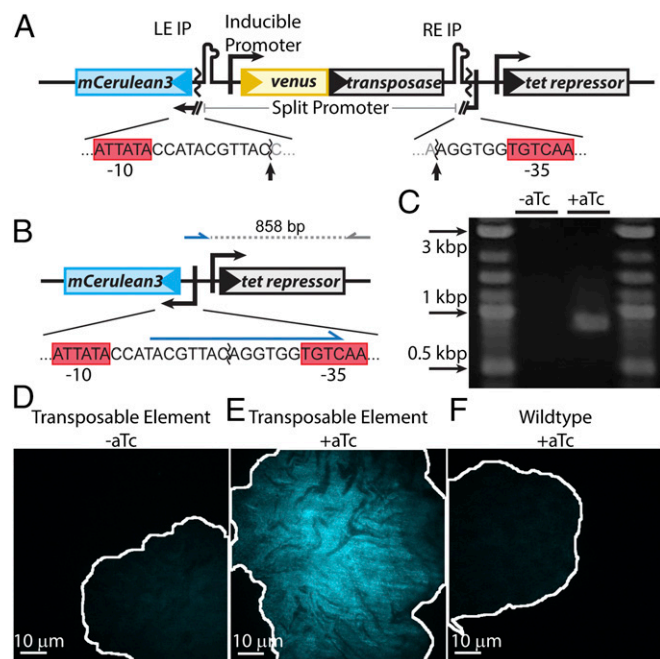 A
LE IP
Inducible
Promoter
RE IP
mCerulean3
venus
transposase
tet repressor
Split Promoter
...ATTATACCATACGTTACC...
-10
...AAGGTGGTGTCAA...
-35
B
858 bp
mCerulean3
tet repressor
...ATTATACCATACGTTACAGGTGGTGTCAA...
-10
-35
C
-aTc
+aTc
3 kbp
1 kbp
0.5 kbp
D
Transposable Element
-aTc
10 μm
E
Transposable Element
+aTc
10 μm
F
Wildtype
+aTc
10 μm